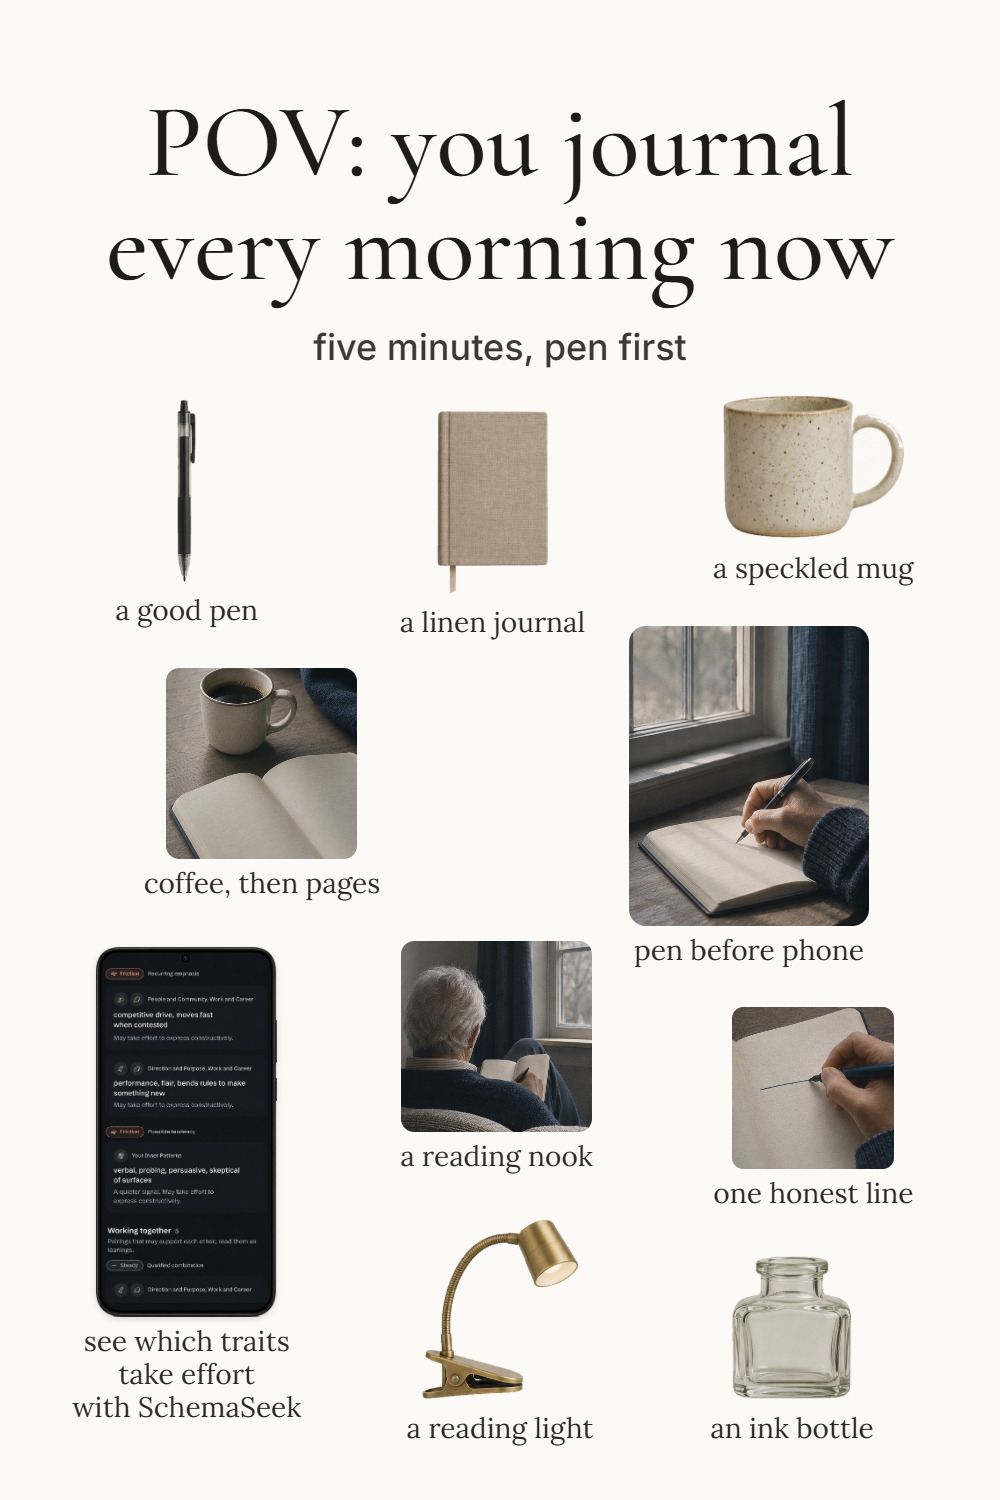 POV: you journal
every morning now
five minutes, pen first
a good pen
a linen journal
a speckled mug
coffee, then pages
pen before phone
Friction Recurring emphasis
People and Community, Work and Career
competitive drive, moves fast
when contested
May take effort to express constructively.
Direction and Purpose, Work and Career
performance, flair, bends rules to make
something new
May take effort to express constructively.
Friction Possible tendency
Your Inner Patterns
verbal, probing, persuasive, skeptical
of surfaces
A quieter signal. May take effort to
express constructively.
Working together 5
Pairings that may support each other; read them as
leanings.
Steady Qualified combination
Direction and Purpose, Work and Career
see which traits
take effort
with SchemaSeek
a reading nook
one honest line
a reading light
an ink bottle